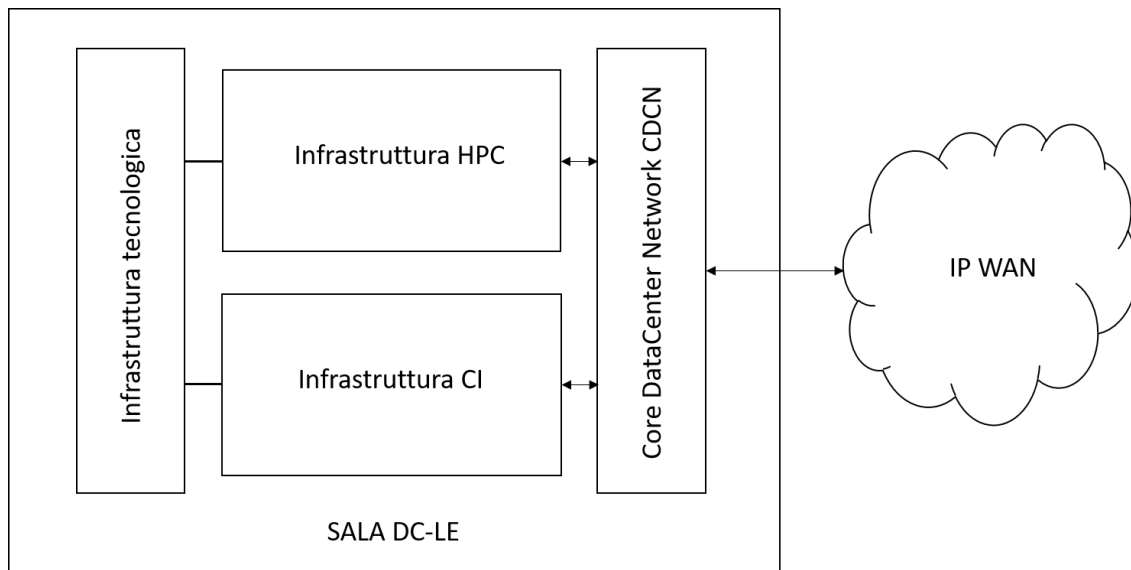 Infrastruttura tecnologica
Infrastruttura HPC
Infrastruttura CI
Core DataCenter Network CDCN
IP WAN
SALA DC-LE